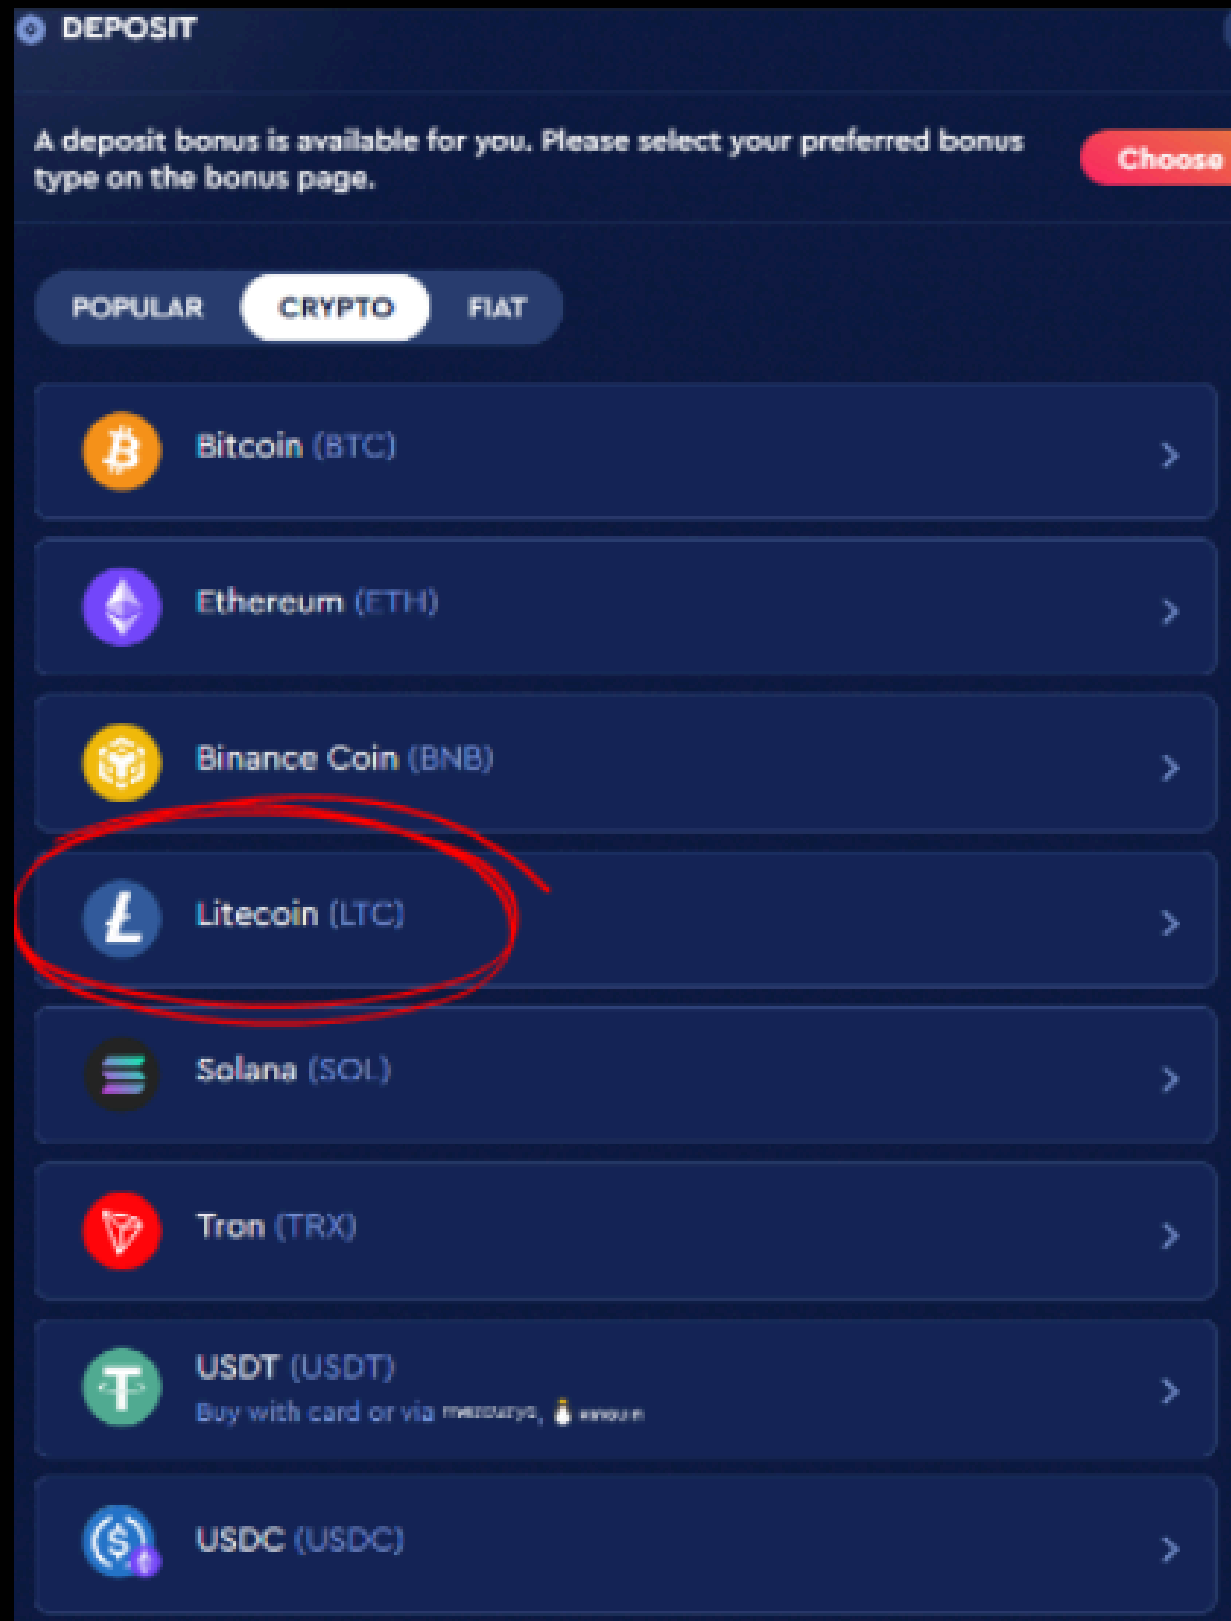 DEPOSIT
A deposit bonus is available for you. Please select your preferred bonus
type on the bonus page.
Choose
POPULAR CRYPTO FIAT
Bitcoin (BTC)
Ethereum (ETH)
Binance Coin (BNB)
Litecoin (LTC)
Solana (SOL)
Tron (TRX)
USDT (USDT)
Buy with card or via mercuryo,
USDC (USDC)